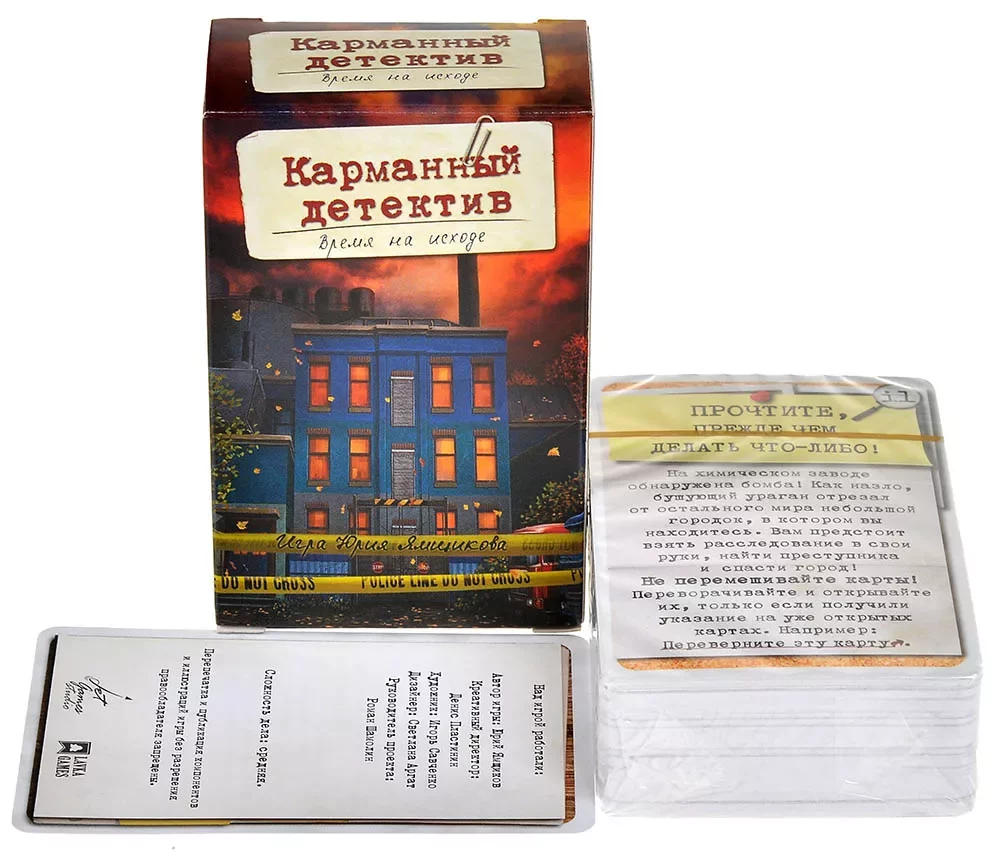 Карманный
детектив
Время на исходе
Карманный
детектив
Время на исходе
Игра Юрия Ямщикова
DO NOT CROSS
POLICE LINE DO NOT CROSS
P
i1
ПРОЧТИТЕ,
ПРЕЖДЕ ЧЕМ
ДЕЛАТЬ ЧТО-ЛИБО!
На химическом заводе
обнаружена бомба! Как назло,
бушующий ураган отрезал
от остального мира небольшой
городок, в котором вы
находитесь. Вам предстоит
взять расследование в свои
руки, найти преступника
и спасти город!
Не перемешивайте карты!
Переворачивайте и открывайте
их, только если получили
указание на уже открытых
картах. Например:
Переверните эту карту
Над игрой работали:
Автор игры: Юрий Ямщиков
Креативный директор:
Денис Пластинин
Художник: Игорь Савченко
Дизайнер: Светлана Аргат
Руководитель проекта:
Роман Шамолин
Сложность дела: средняя.
Перепечатка и публикация компонентов
и иллюстраций игры без разрешения
правообладателя запрещены.
Jet
Games
Studio
LAVKA
GAMES